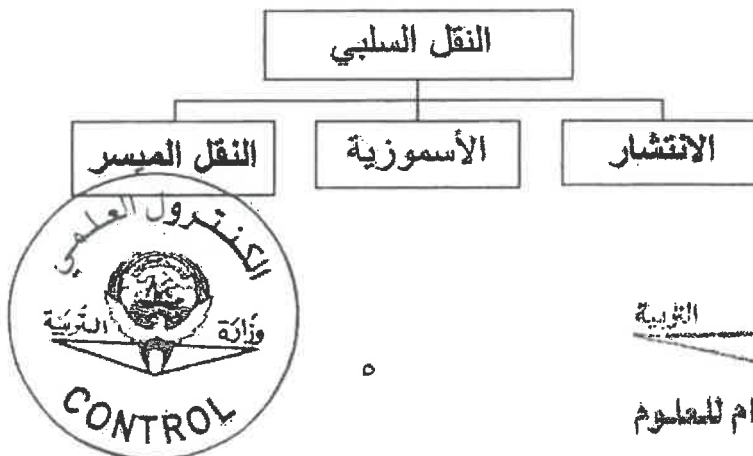 النقل السلبي
الانتشار
الأسموزية
النقل الميسر
الكنترول العلمي
وزارة التربية
CONTROL
التربية
ام للعلوم
٥